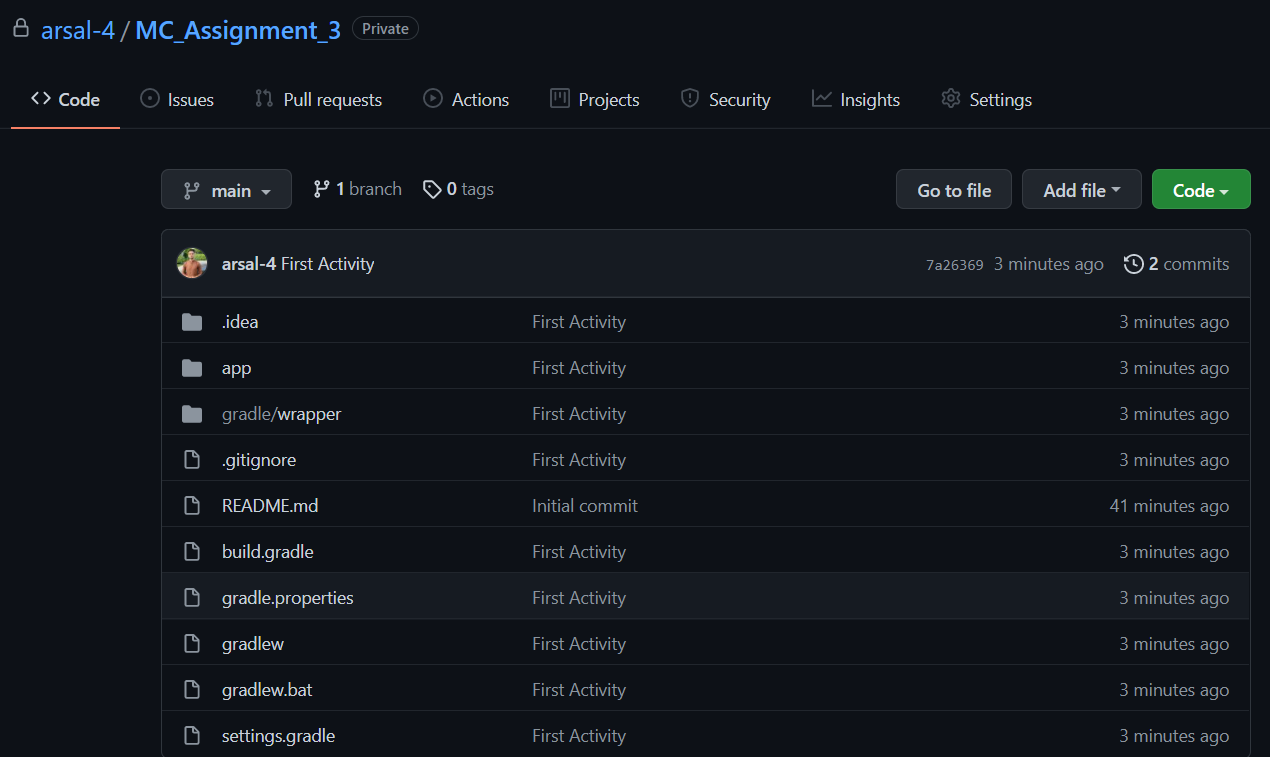 arsal-4 / MC_Assignment_3 Private
Code Issues Pull requests Actions Projects Security Insights Settings
main 1 branch 0 tags Go to file Add file Code
arsal-4 First Activity 7a26369 3 minutes ago 2 commits
.idea First Activity 3 minutes ago
app First Activity 3 minutes ago
gradle/wrapper First Activity 3 minutes ago
.gitignore First Activity 3 minutes ago
README.md Initial commit 41 minutes ago
build.gradle First Activity 3 minutes ago
gradle.properties First Activity 3 minutes ago
gradlew First Activity 3 minutes ago
gradlew.bat First Activity 3 minutes ago
settings.gradle First Activity 3 minutes ago